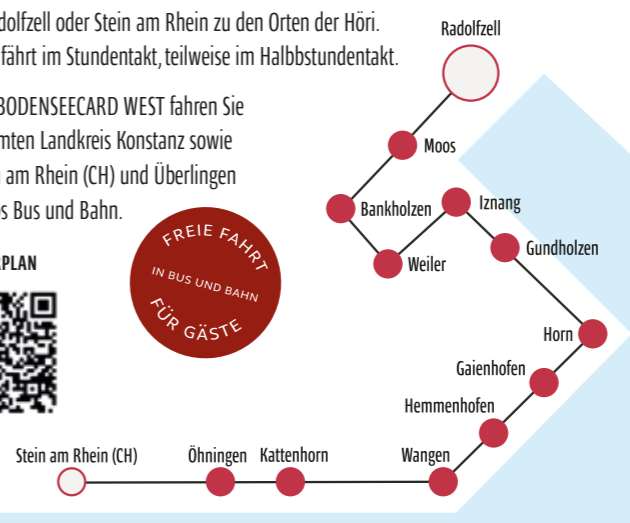 dolfzell oder Stein am Rhein zu den Orten der Höri.
fährt im Stundentakt, teilweise im Halbbstundentakt.
BODENSEECARD WEST fahren Sie
mten Landkreis Konstanz sowie
am Rhein (CH) und Überlingen
os Bus und Bahn.
RPLAN
FREIE FAHRT
IN BUS UND BAHN
FÜR GÄSTE
Radolfzell
Moos
Bankholzen
Iznang
Weiler
Gundholzen
Horn
Gaienhofen
Hemmenhofen
Stein am Rhein (CH)
Öhningen
Kattenhorn
Wangen